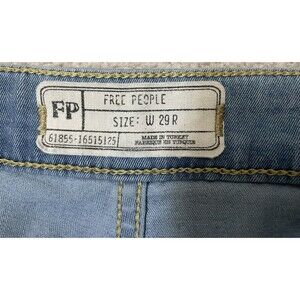 FP
FREE PEOPLE
SIZE: W 29 R
61855-16515125
MADE IN TURKEY
FABRIQUE EN TURQUIE